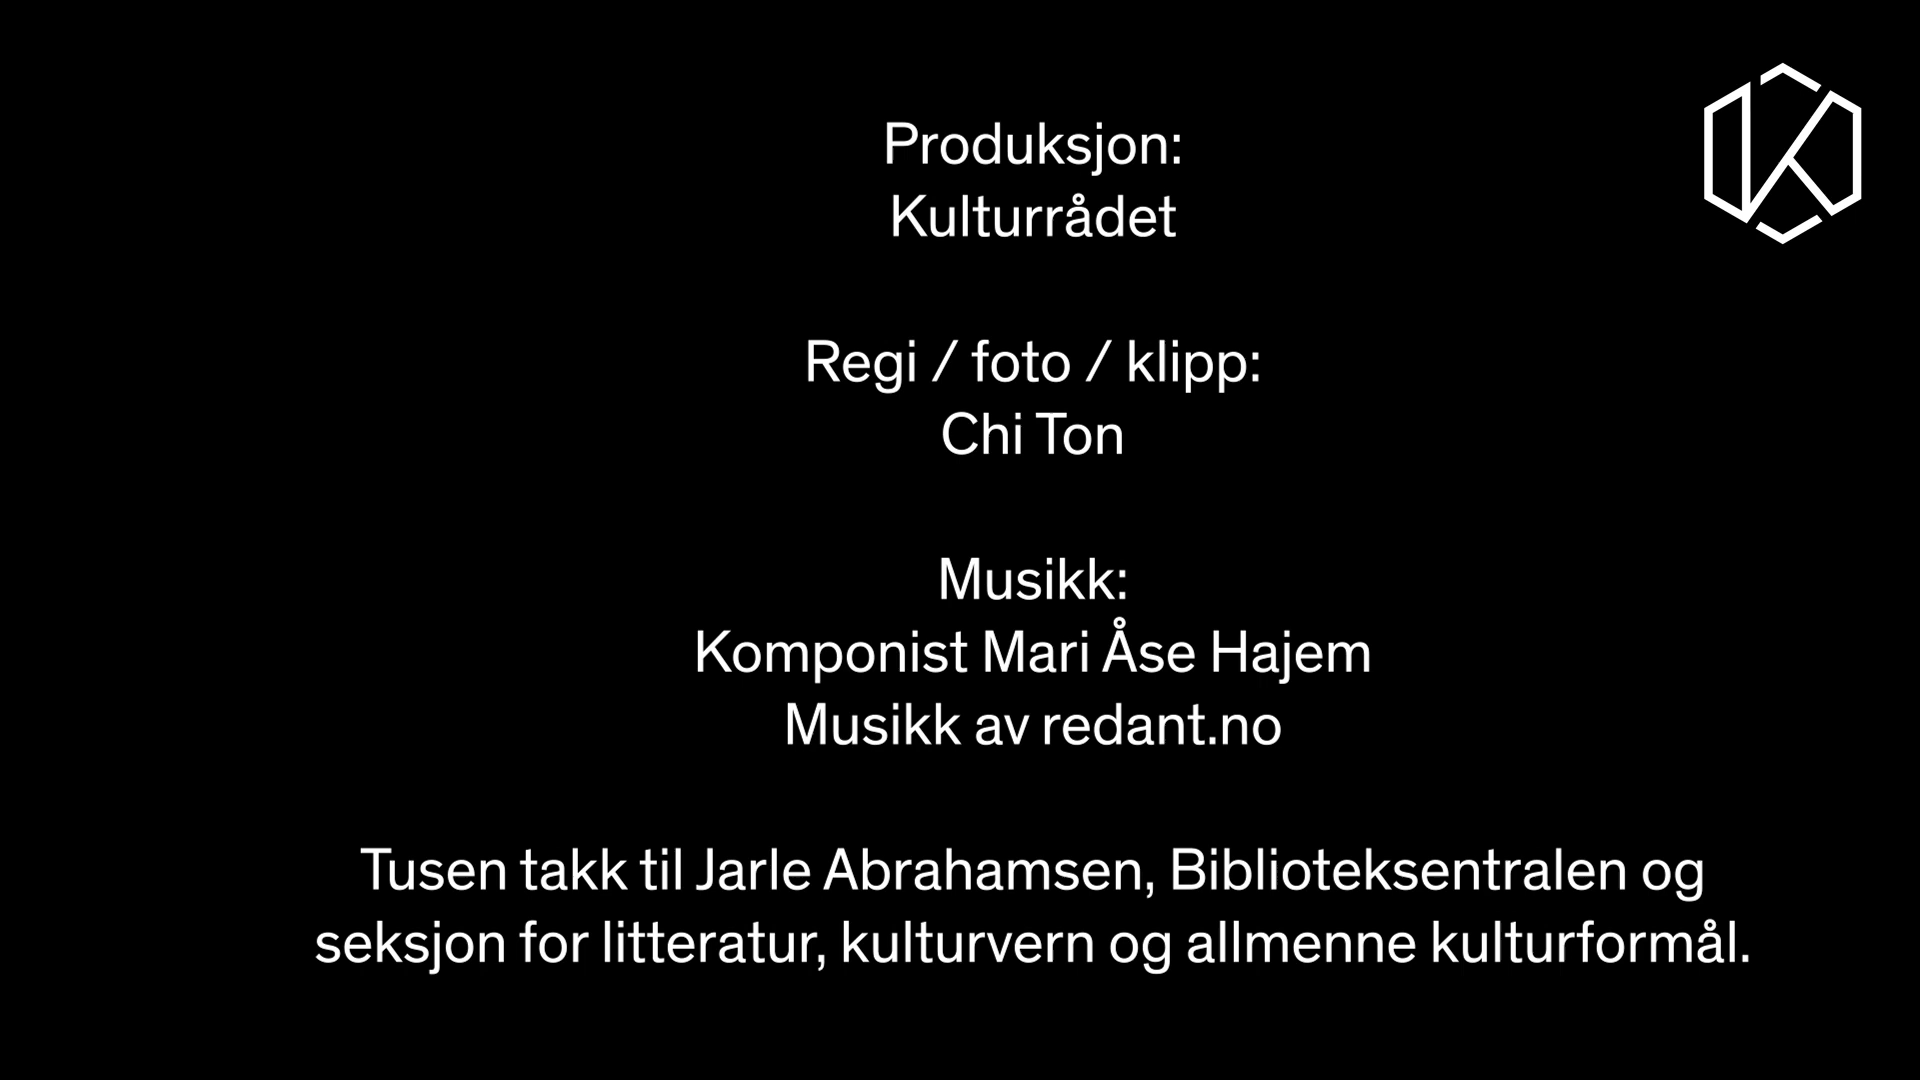 Produksjon:
Kulturrådet
Regi / foto / klipp:
Chi Ton
Musikk:
Komponist Mari Åse Hajem
Musikk av redant.no
Tusen takk til Jarle Abrahamsen, Biblioteksentralen og
seksjon for litteratur, kulturvern og allmenne kulturformål.